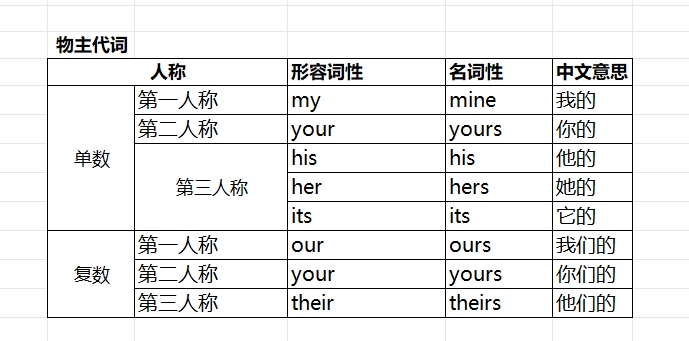 物主代词
人称 形容词性 名词性 中文意思
单数 第一人称 my mine 我的
第二人称 your yours 你的
第三人称 his his 他的
her hers 她的
its its 它的
复数 第一人称 our ours 我们的
第二人称 your yours 你们的
第三人称 their theirs 他们的